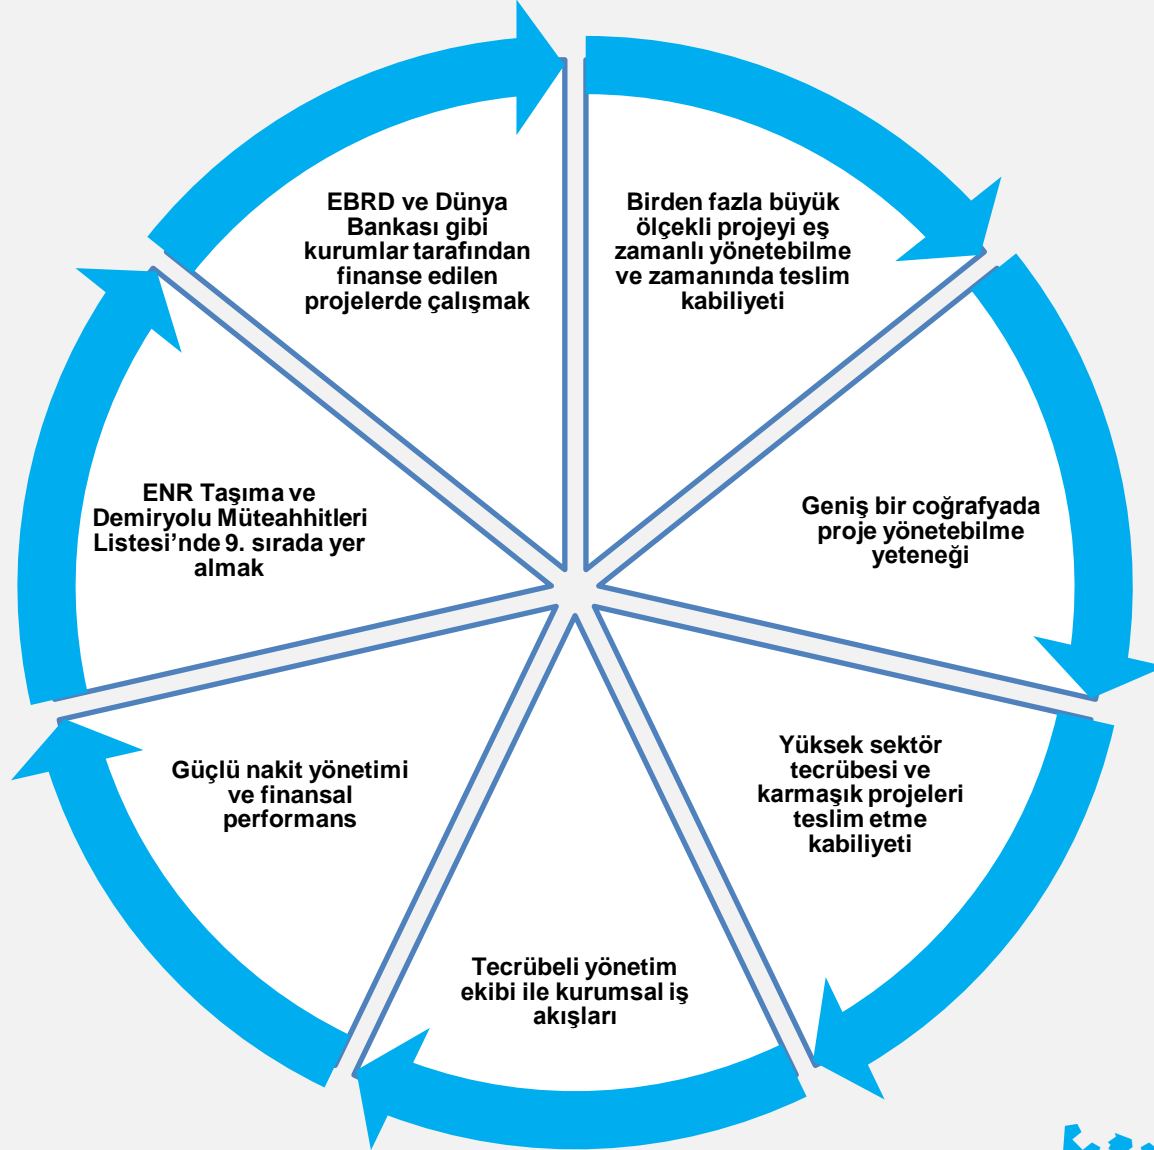 EBRD ve Dünya
Bankası gibi
kurumlar tarafından
finanse edilen
projelerde çalışmak
Birden fazla büyük
ölçekli projeyi eş
zamanlı yönetebilme
ve zamanında teslim
kabiliyeti
Geniş bir coğrafyada
proje yönetebilme
yeteneği
Yüksek sektör
tecrübesi ve
karmaşık projeleri
teslim etme
kabiliyeti
Tecrübeli yönetim
ekibi ile kurumsal iş
akışları
Güçlü nakit yönetimi
ve finansal
performans
ENR Taşıma ve
Demiryolu Müteahhitleri
Listesi’nde 9. sırada yer
almak